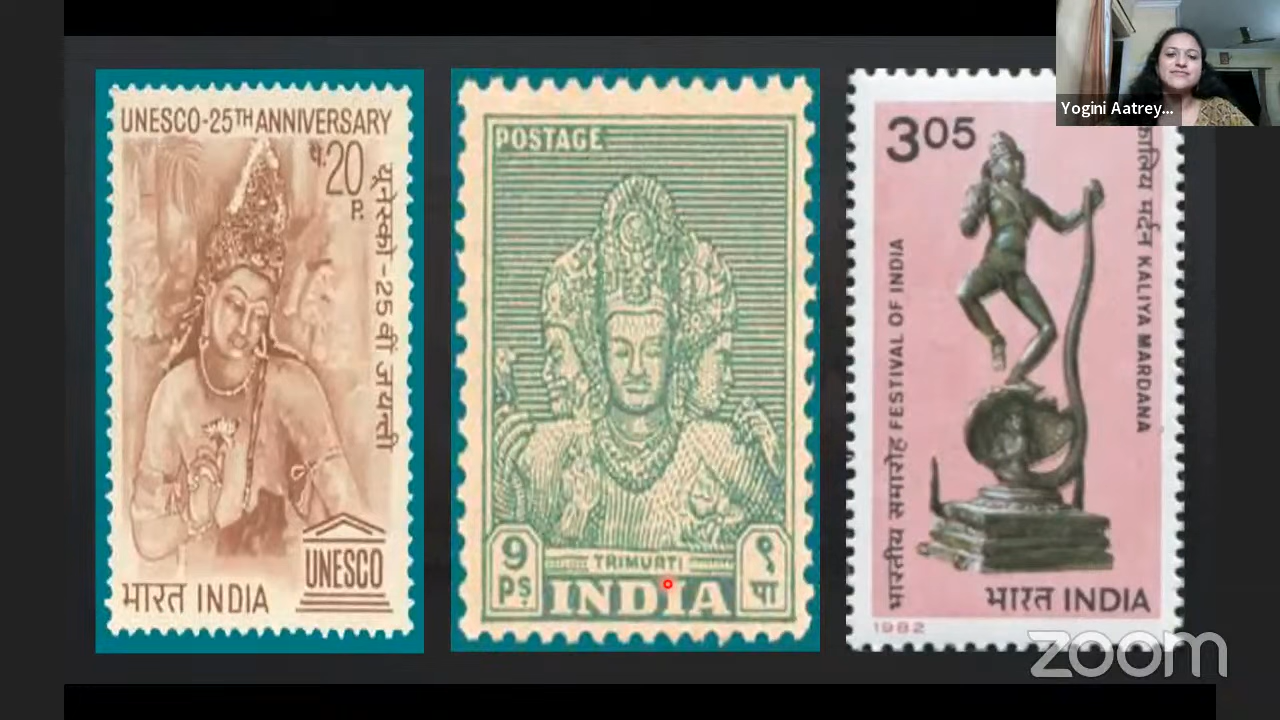 UNESCO-25TH ANNIVERSARY
प.20
P.
यूनेस्को-25 वीं जयन्ती
UNESCO
भारत INDIA
POSTAGE
9
PS
TRIMURTI
INDIA
९
पा
3.05
भारतीय समारोह FESTIVAL OF INDIA
कालिय मर्दन KALIYA MARDANA
भारत INDIA
1982
Yogini Aatrey...
zoom